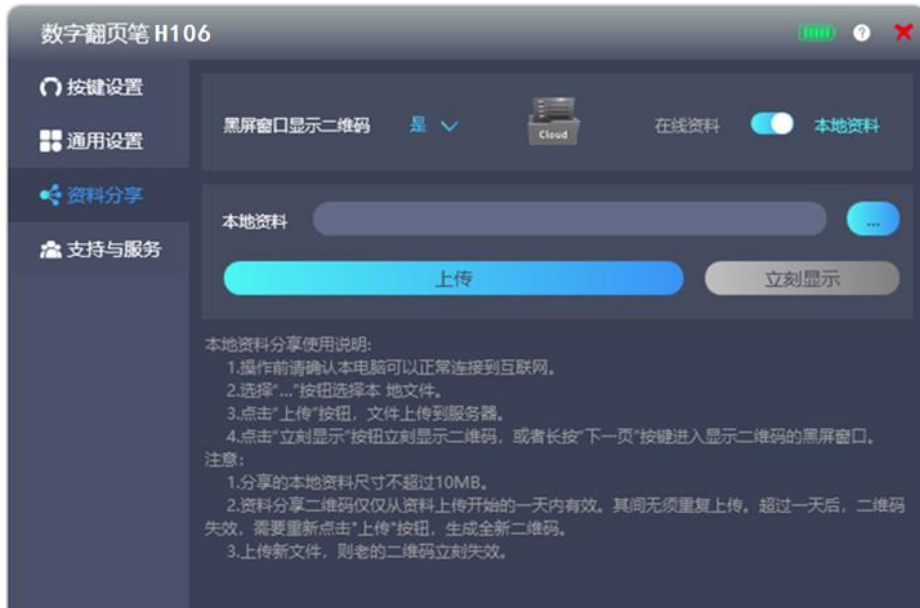 数字翻页笔 H106
按键设置
通用设置
资料分享
支持与服务
黑屏窗口显示二维码 是 Cloud 在线资料 本地资料
本地资料 ...
上传 立刻显示
本地资料分享使用说明:
1.操作前请确认本电脑可以正常连接到互联网。
2.选择“...”按钮选择本 地文件。
3.点击“上传”按钮，文件上传到服务器。
4.点击“立刻显示”按钮立刻显示二维码，或者长按“下一页”按键进入显示二维码的黑屏窗口。
注意:
1.分享的本地资料尺寸不超过10MB。
2.资料分享二维码仅仅从资料上传开始的一天内有效。其间无须重复上传。超过一天后，二维码
失效，需要重新点击"上传"按钮，生成全新二维码。
3.上传新文件，则老的二维码立刻失效。